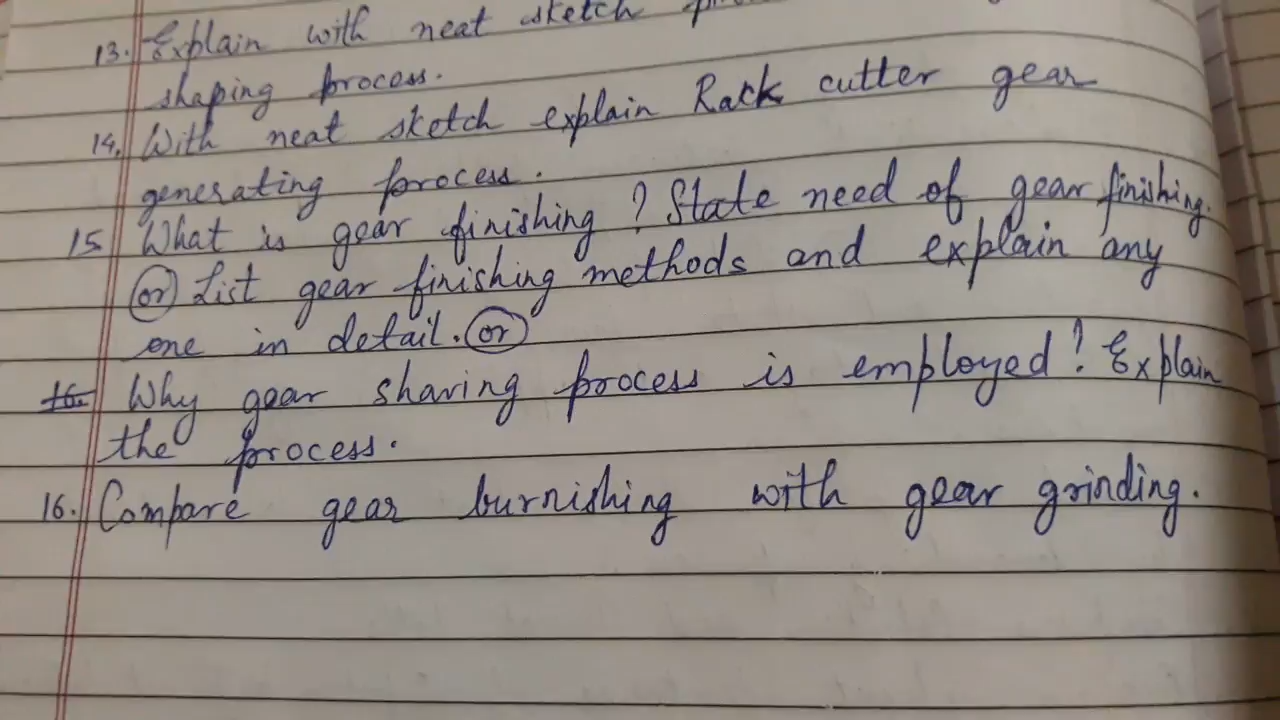 13. Explain with neat sketch
shaping process.
14. With neat sketch explain Rack cutter gear
generating process.
15 What is gear finishing? State need of gear finishing.
(or) List gear finishing methods and explain any
one in detail. (or)
16. Why gear shaving process is employed? Explain
the process.
16. Compare gear burnishing with gear grinding.